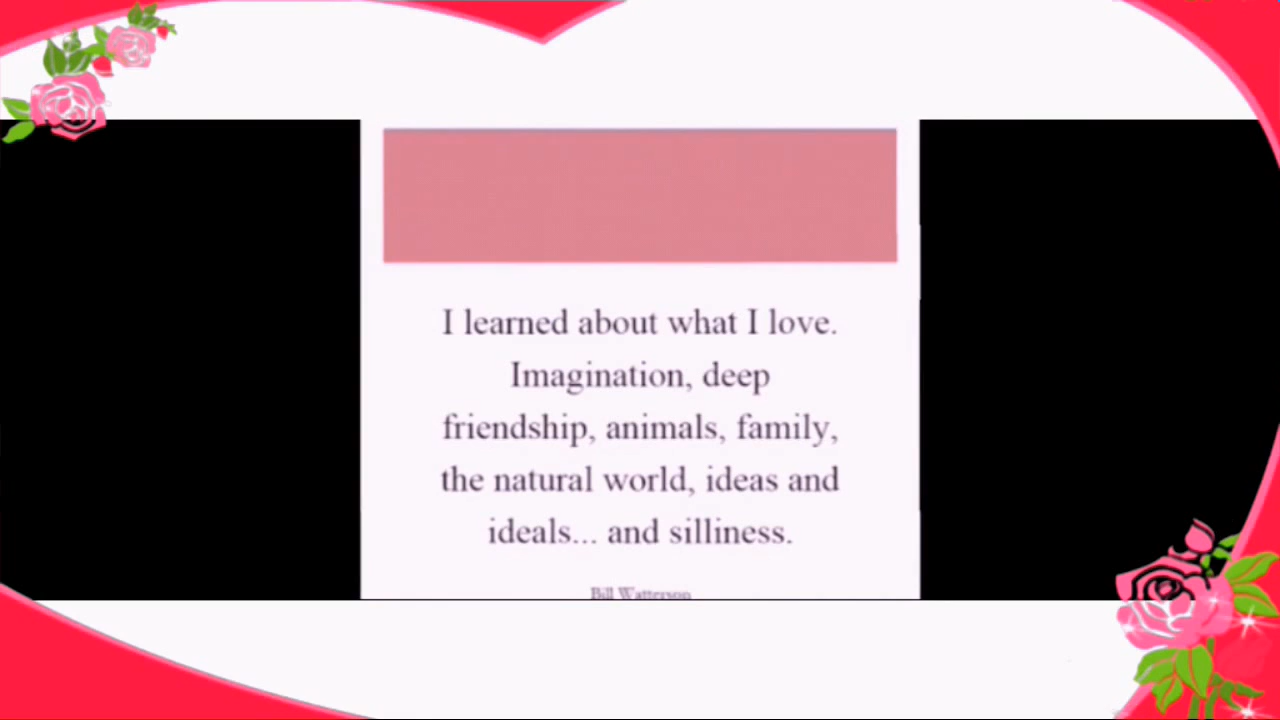 I learned about what I love.
Imagination, deep
friendship, animals, family,
the natural world, ideas and
ideals... and silliness.
Bill Watterson